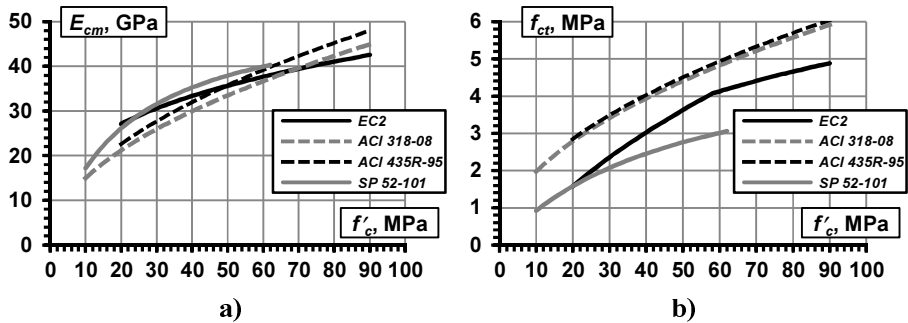 E_cm, GPa
50
40
30
20
10
0
0 10 20 30 40 50 60 70 80 90 100
EC2
ACI 318-08
ACI 435R-95
SP 52-101
f'c, MPa
a)
f_ct, MPa
6
5
4
3
2
1
0
0 10 20 30 40 50 60 70 80 90 100
EC2
ACI 318-08
ACI 435R-95
SP 52-101
f'c, MPa
b)